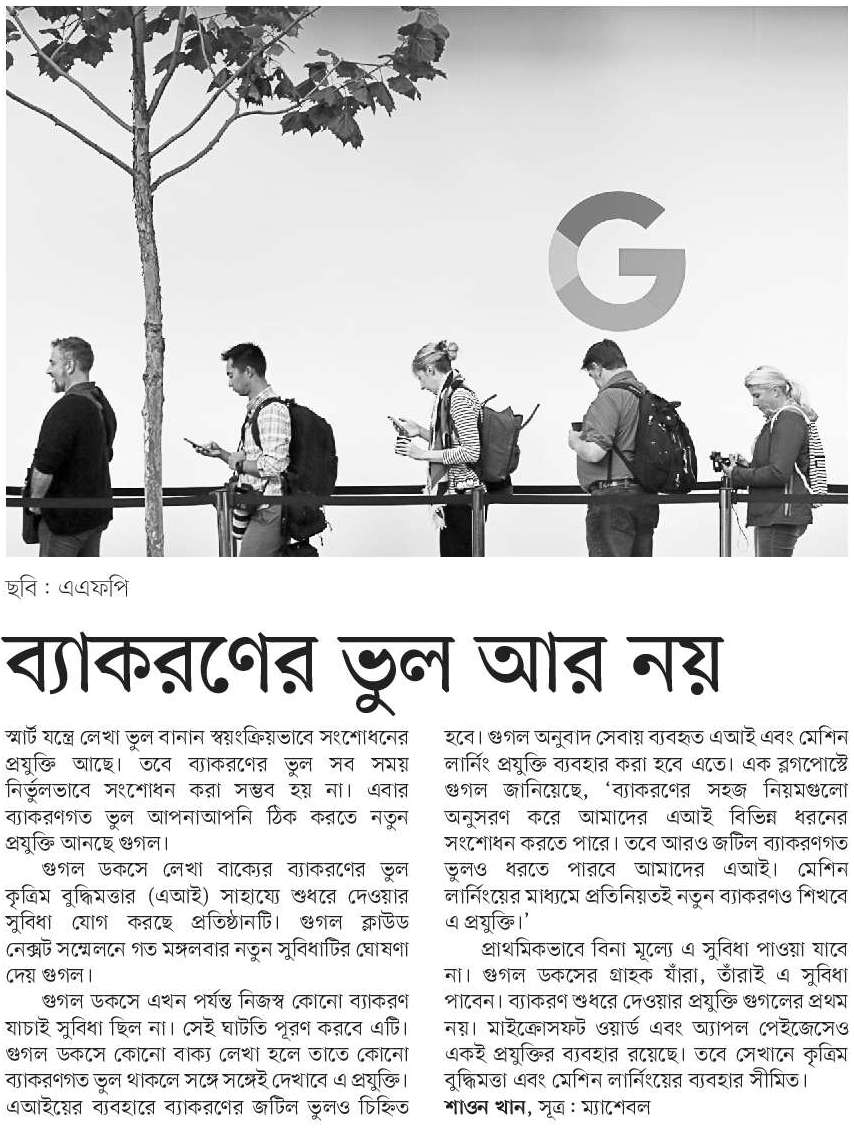 G
ছবি : এএফপি
ব্যাকরণের ভুল আর নয়
স্মার্ট যন্ত্রে লেখা ভুল বানান স্বয়ংক্রিয়ভাবে সংশোধনের
প্রযুক্তি আছে। তবে ব্যাকরণের ভুল সব সময়
নির্ভুলভাবে সংশোধন করা সম্ভব হয় না। এবার
ব্যাকরণগত ভুল আপনাআপনি ঠিক করতে নতুন
প্রযুক্তি আনছে গুগল।
গুগল ডকসে লেখা বাক্যের ব্যাকরণের ভুল
কৃত্রিম বুদ্ধিমত্তার (এআই) সাহায্যে শুধরে দেওয়ার
সুবিধা যোগ করছে প্রতিষ্ঠানটি। গুগল ক্লাউড
নেক্সট সম্মেলনে গত মঙ্গলবার নতুন সুবিধাটির ঘোষণা
দেয় গুগল।
গুগল ডকসে এখন পর্যন্ত নিজস্ব কোনো ব্যাকরণ
যাচাই সুবিধা ছিল না। সেই ঘাটতি পূরণ করবে এটি।
গুগল ডকসে কোনো বাক্য লেখা হলে তাতে কোনো
ব্যাকরণগত ভুল থাকলে সঙ্গে সঙ্গেই দেখাবে এ প্রযুক্তি।
এআইয়ের ব্যবহারে ব্যাকরণের জটিল ভুলও চিহ্নিত
হবে। গুগল অনুবাদ সেবায় ব্যবহৃত এআই এবং মেশিন
লার্নিং প্রযুক্তি ব্যবহার করা হবে এতে। এক ব্লগপোস্টে
গুগল জানিয়েছে, ‘ব্যাকরণের সহজ নিয়মগুলো
অনুসরণ করে আমাদের এআই বিভিন্ন ধরনের
সংশোধন করতে পারে। তবে আরও জটিল ব্যাকরণগত
ভুলও ধরতে পারবে আমাদের এআই। মেশিন
লার্নিংয়ের মাধ্যমে প্রতিনিয়তই নতুন ব্যাকরণও শিখবে
এ প্রযুক্তি।’
প্রাথমিকভাবে বিনা মূল্যে এ সুবিধা পাওয়া যাবে
না। গুগল ডকসের গ্রাহক যাঁরা, তাঁরাই এ সুবিধা
পাবেন। ব্যাকরণ শুধরে দেওয়ার প্রযুক্তি গুগলের প্রথম
নয়। মাইক্রোসফট ওয়ার্ড এবং অ্যাপল পেইজেসেও
একই প্রযুক্তির ব্যবহার রয়েছে। তবে সেখানে কৃত্রিম
বুদ্ধিমত্তা এবং মেশিন লার্নিংয়ের ব্যবহার সীমিত।
শাওন খান, সূত্র : ম্যাশেবল